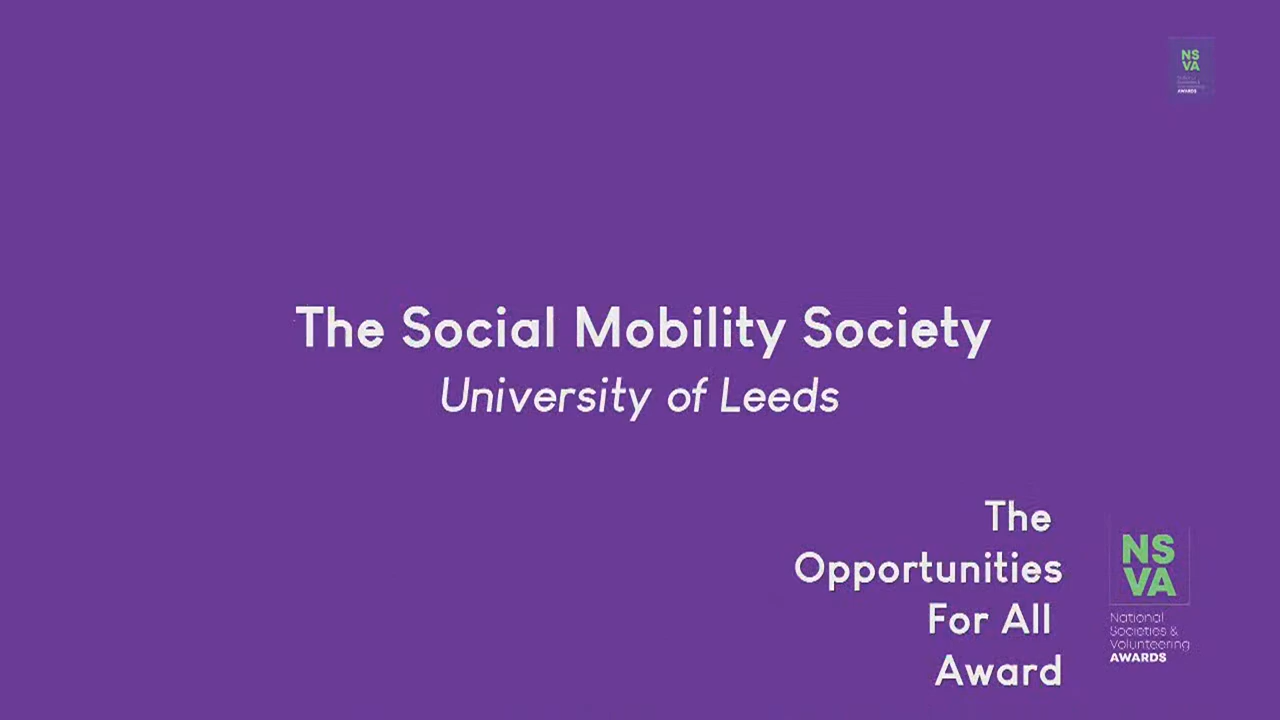 NS
VA
AWARDS
The Social Mobility Society
University of Leeds
The
Opportunities
For All
Award
NS
VA
National
Societies &
Volunteering
AWARDS